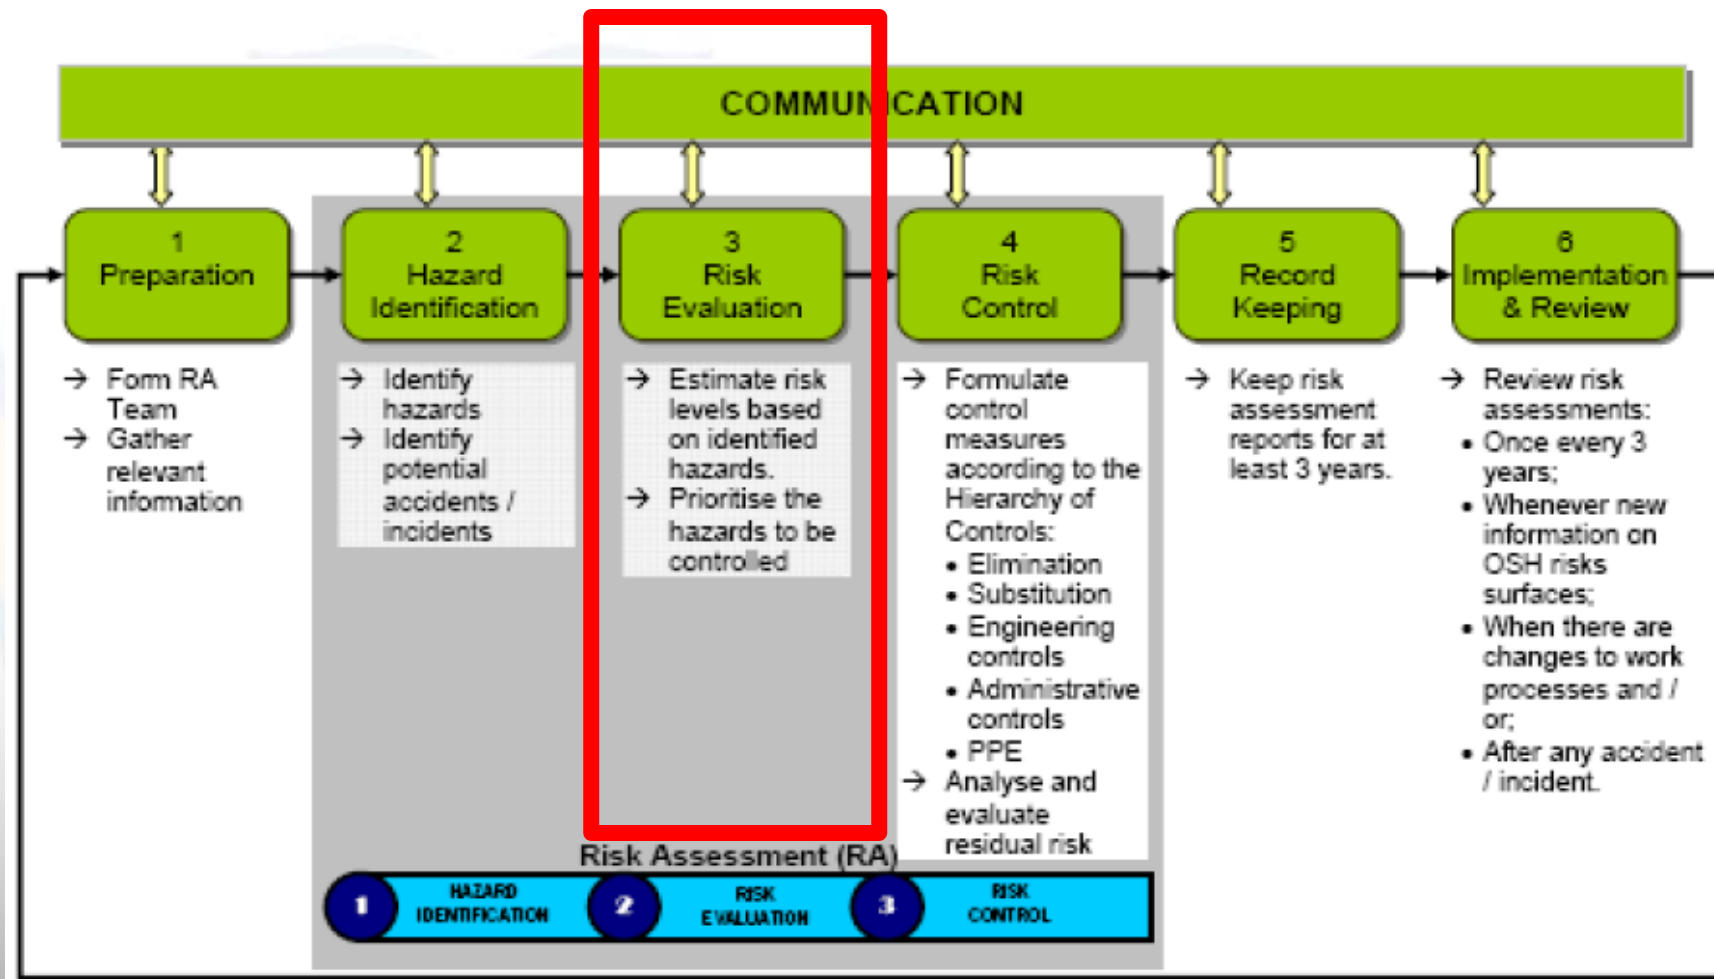 COMMUNICATION
1
Preparation
→ Form RA
Team
→ Gather
relevant
information
2
Hazard
Identification
→ Identify
hazards
→ Identify
potential
accidents /
incidents
3
Risk
Evaluation
→ Estimate risk
levels based
on identified
hazards.
→ Prioritise the
hazards to be
controlled
4
Risk
Control
→ Formulate
control
measures
according to the
Hierarchy of
Controls:
• Elimination
• Substitution
• Engineering
controls
• Administrative
controls
• PPE
→ Analyse and
evaluate
residual risk
5
Record
Keeping
→ Keep risk
assessment
reports for at
least 3 years.
6
Implementation
& Review
→ Review risk
assessments:
• Once every 3
years;
• Whenever new
information on
OSH risks
surfaces;
• When there are
changes to work
processes and /
or;
• After any accident
/ incident.
Risk Assessment (RA)
1
HAZARD
IDENTIFICATION
2
RISK
EVALUATION
3
RISK
CONTROL